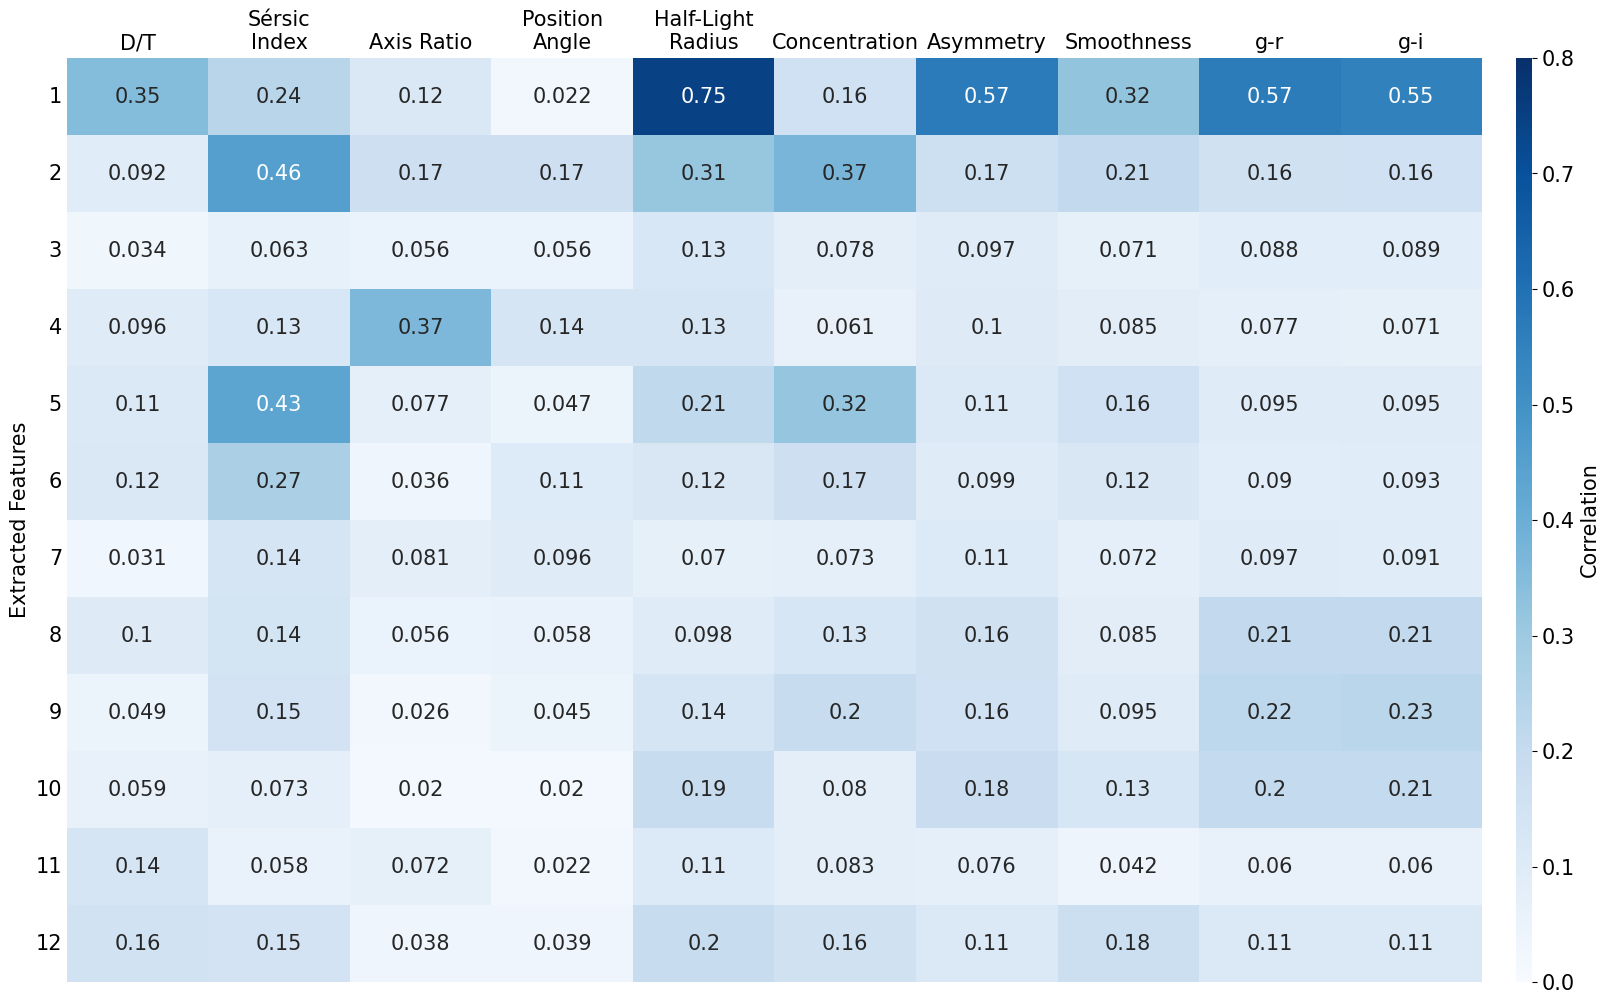 D/T Sérsic Index Axis Ratio Position Angle Half-Light Radius Concentration Asymmetry Smoothness g-r g-i
1 0.35 0.24 0.12 0.022 0.75 0.16 0.57 0.32 0.57 0.55
2 0.092 0.46 0.17 0.17 0.31 0.37 0.17 0.21 0.16 0.16
3 0.034 0.063 0.056 0.056 0.13 0.078 0.097 0.071 0.088 0.089
4 0.096 0.13 0.37 0.14 0.13 0.061 0.1 0.085 0.077 0.071
5 0.11 0.43 0.077 0.047 0.21 0.32 0.11 0.16 0.095 0.095
6 0.12 0.27 0.036 0.11 0.12 0.17 0.099 0.12 0.09 0.093
7 0.031 0.14 0.081 0.096 0.07 0.073 0.11 0.072 0.097 0.091
8 0.1 0.14 0.056 0.058 0.098 0.13 0.16 0.085 0.21 0.21
9 0.049 0.15 0.026 0.045 0.14 0.2 0.16 0.095 0.22 0.23
10 0.059 0.073 0.02 0.02 0.19 0.08 0.18 0.13 0.2 0.21
11 0.14 0.058 0.072 0.022 0.11 0.083 0.076 0.042 0.06 0.06
12 0.16 0.15 0.038 0.039 0.2 0.16 0.11 0.18 0.11 0.11
Extracted Features
0.8
0.7
0.6
0.5
0.4
0.3
0.2
0.1
0.0
Correlation